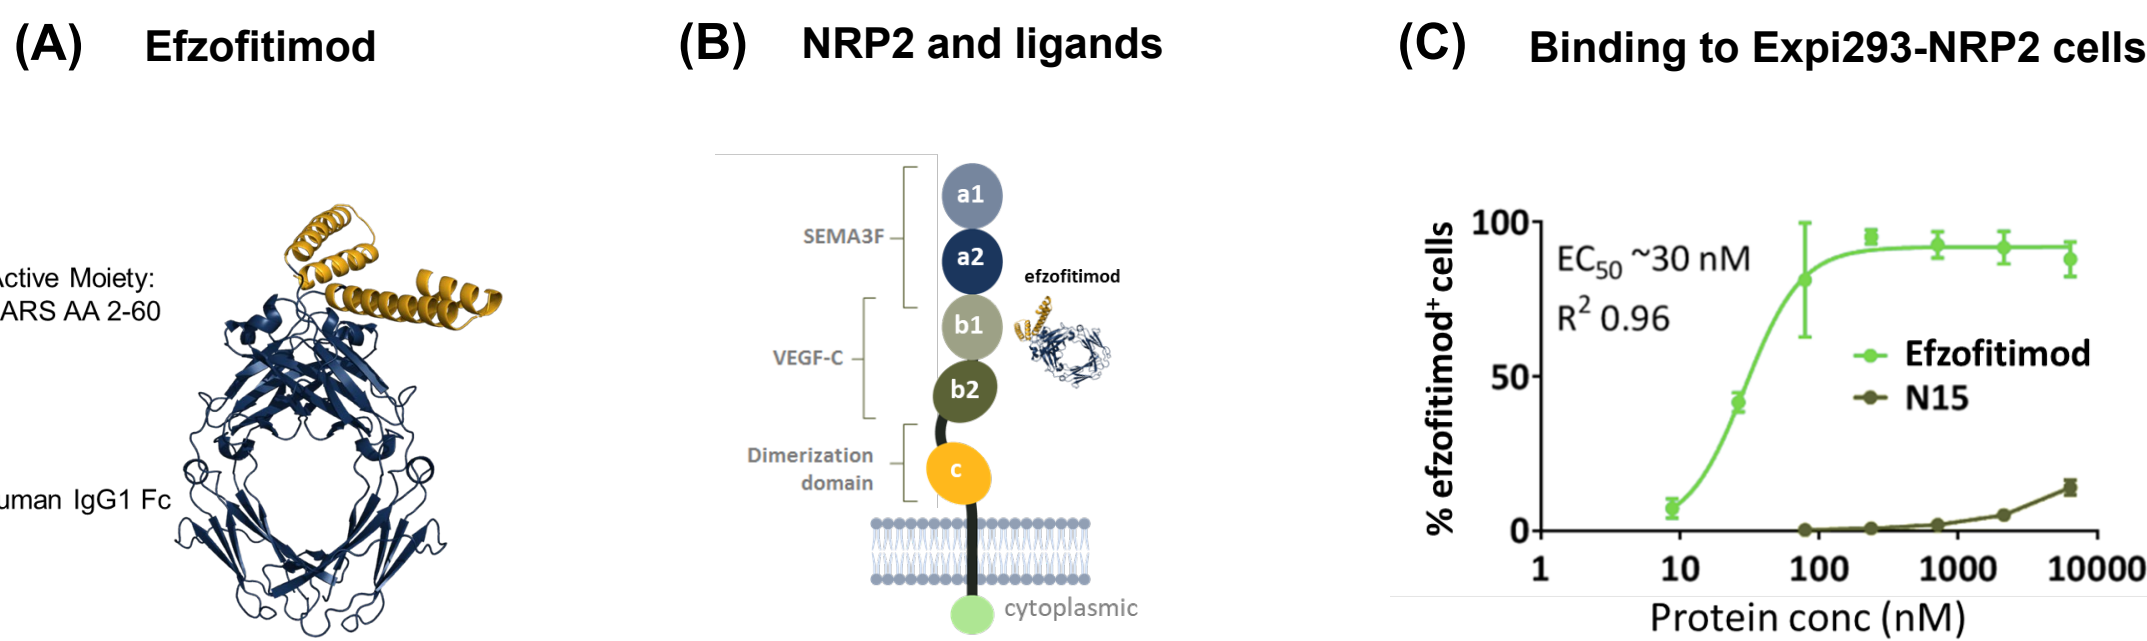 (A) Efzofitimod
Active Moiety:
ARS AA 2-60
uman IgG1 Fc
(B) NRP2 and ligands
SEMA3F
VEGF-C
Dimerization
domain
a1
a2
b1
b2
c
efzofitimod
cytoplasmic
(C) Binding to Expi293-NRP2 cells
% efzofitimod⁺ cells
100
50
0
EC₅₀ ~30 nM
R² 0.96
Efzofitimod
N15
1 10 100 1000 10000
Protein conc (nM)